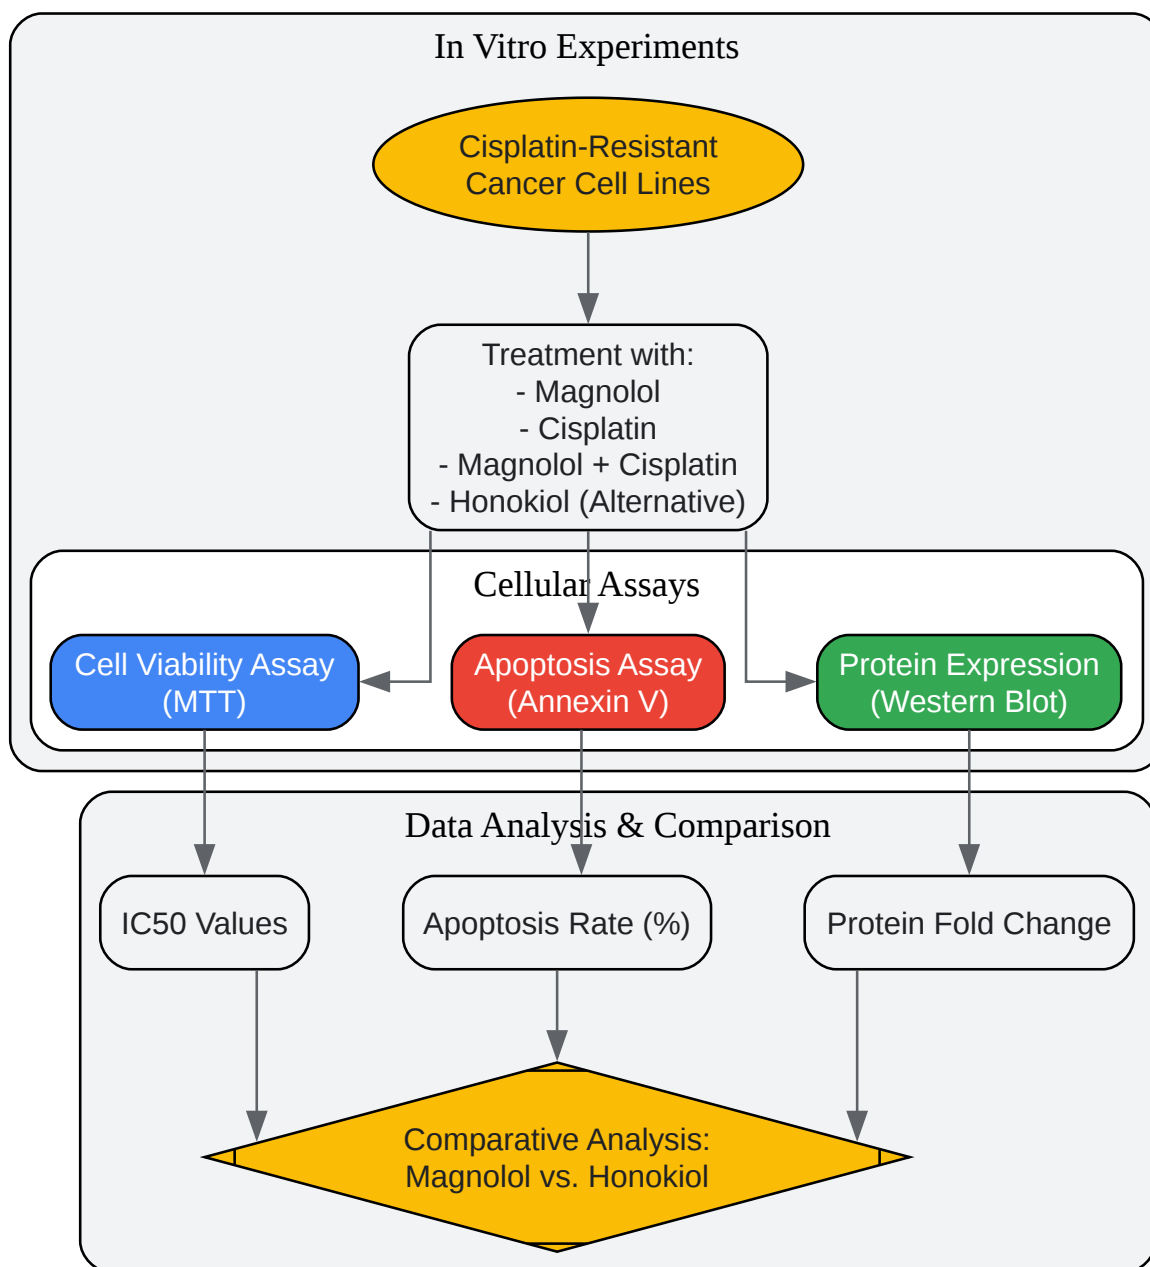 In Vitro Experiments
Cisplatin-Resistant
Cancer Cell Lines
Treatment with:
- Magnolol
- Cisplatin
- Magnolol + Cisplatin
- Honokiol (Alternative)
Cellular Assays
Cell Viability Assay
(MTT)
Apoptosis Assay
(Annexin V)
Protein Expression
(Western Blot)
Data Analysis & Comparison
IC50 Values
Apoptosis Rate (%)
Protein Fold Change
Comparative Analysis:
Magnolol vs. Honokiol